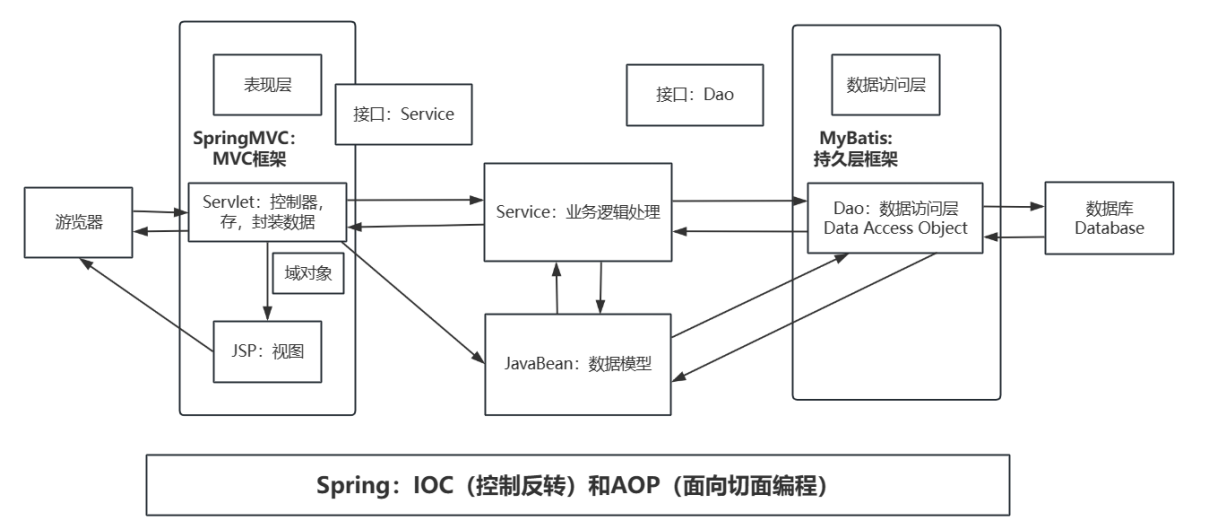 表现层
接口：Service
接口：Dao
数据访问层
SpringMVC：
MVC框架
MyBatis:
持久层框架
游览器
Servlet：控制器，
存，封装数据
Service：业务逻辑处理
Dao：数据访问层
Data Access Object
数据库
Database
域对象
JSP：视图
JavaBean：数据模型
Spring：IOC（控制反转）和AOP（面向切面编程）